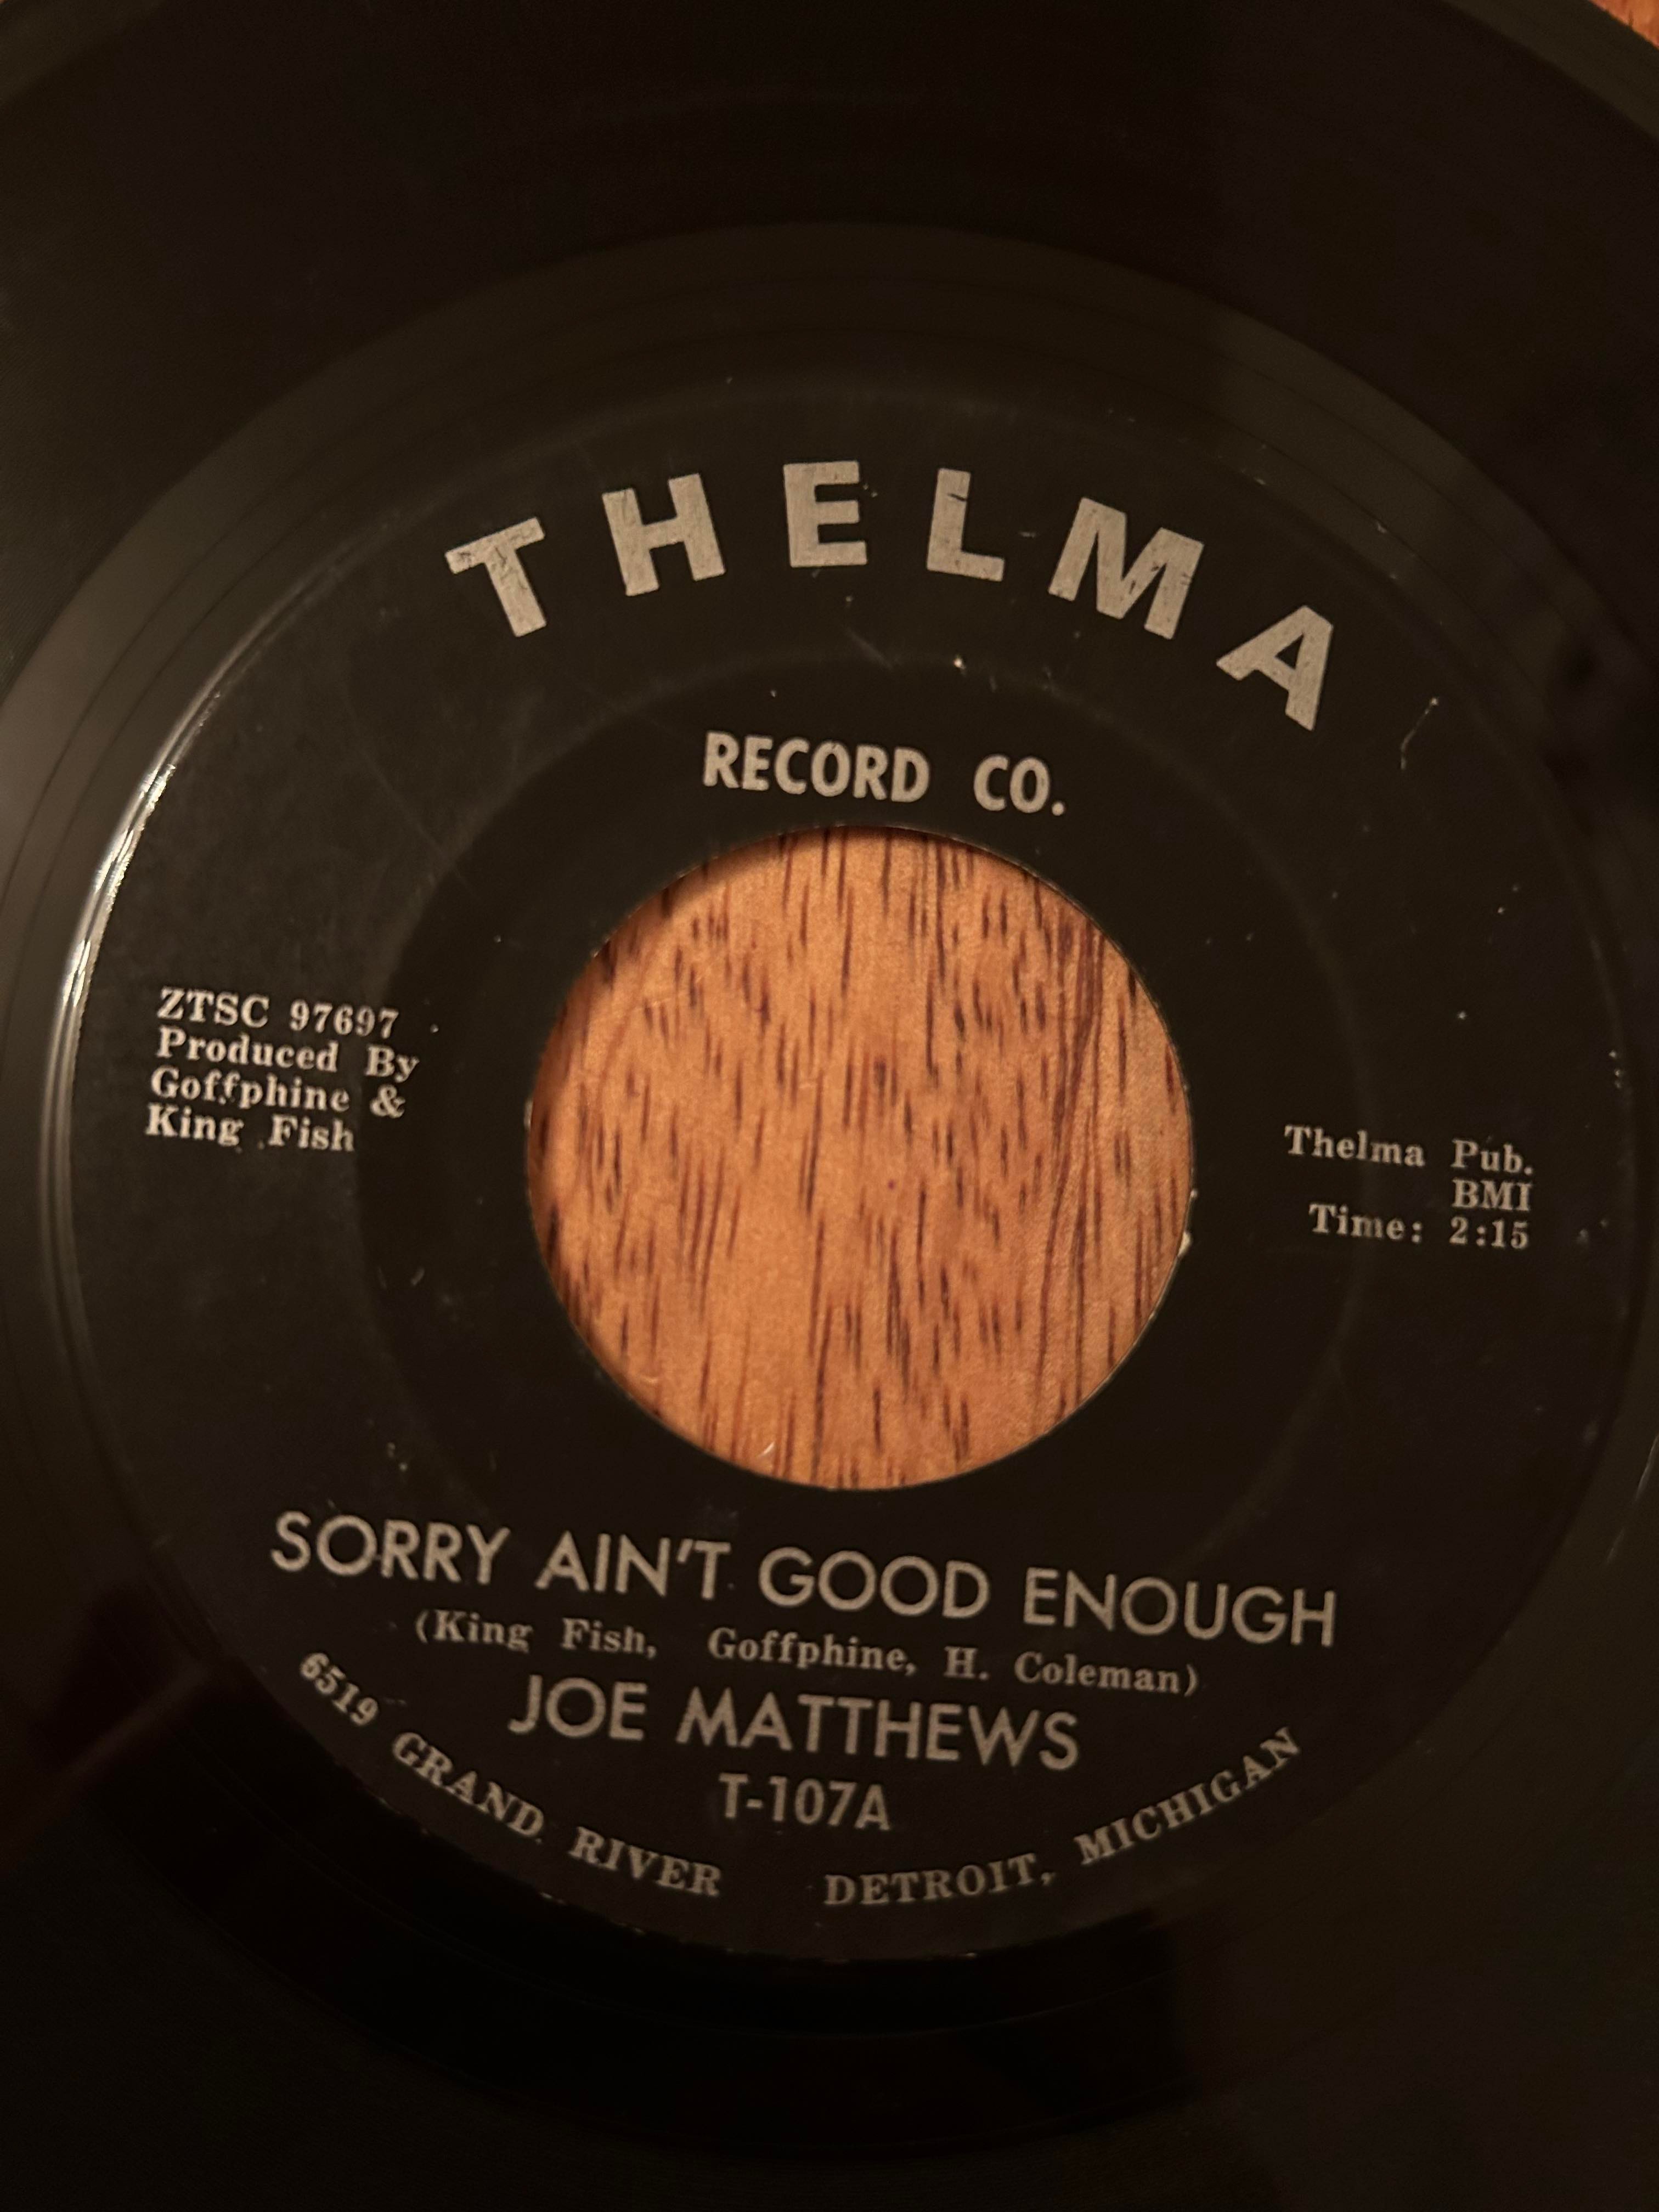 THELMA
RECORD CO.
ZTSC 97697
Produced By
Goffphine &
King Fish
Thelma Pub.
BMI
Time: 2:15
SORRY AIN'T GOOD ENOUGH
(King Fish, Goffphine, H. Coleman)
JOE MATTHEWS
T-107A
6519 GRAND RIVER DETROIT, MICHIGAN